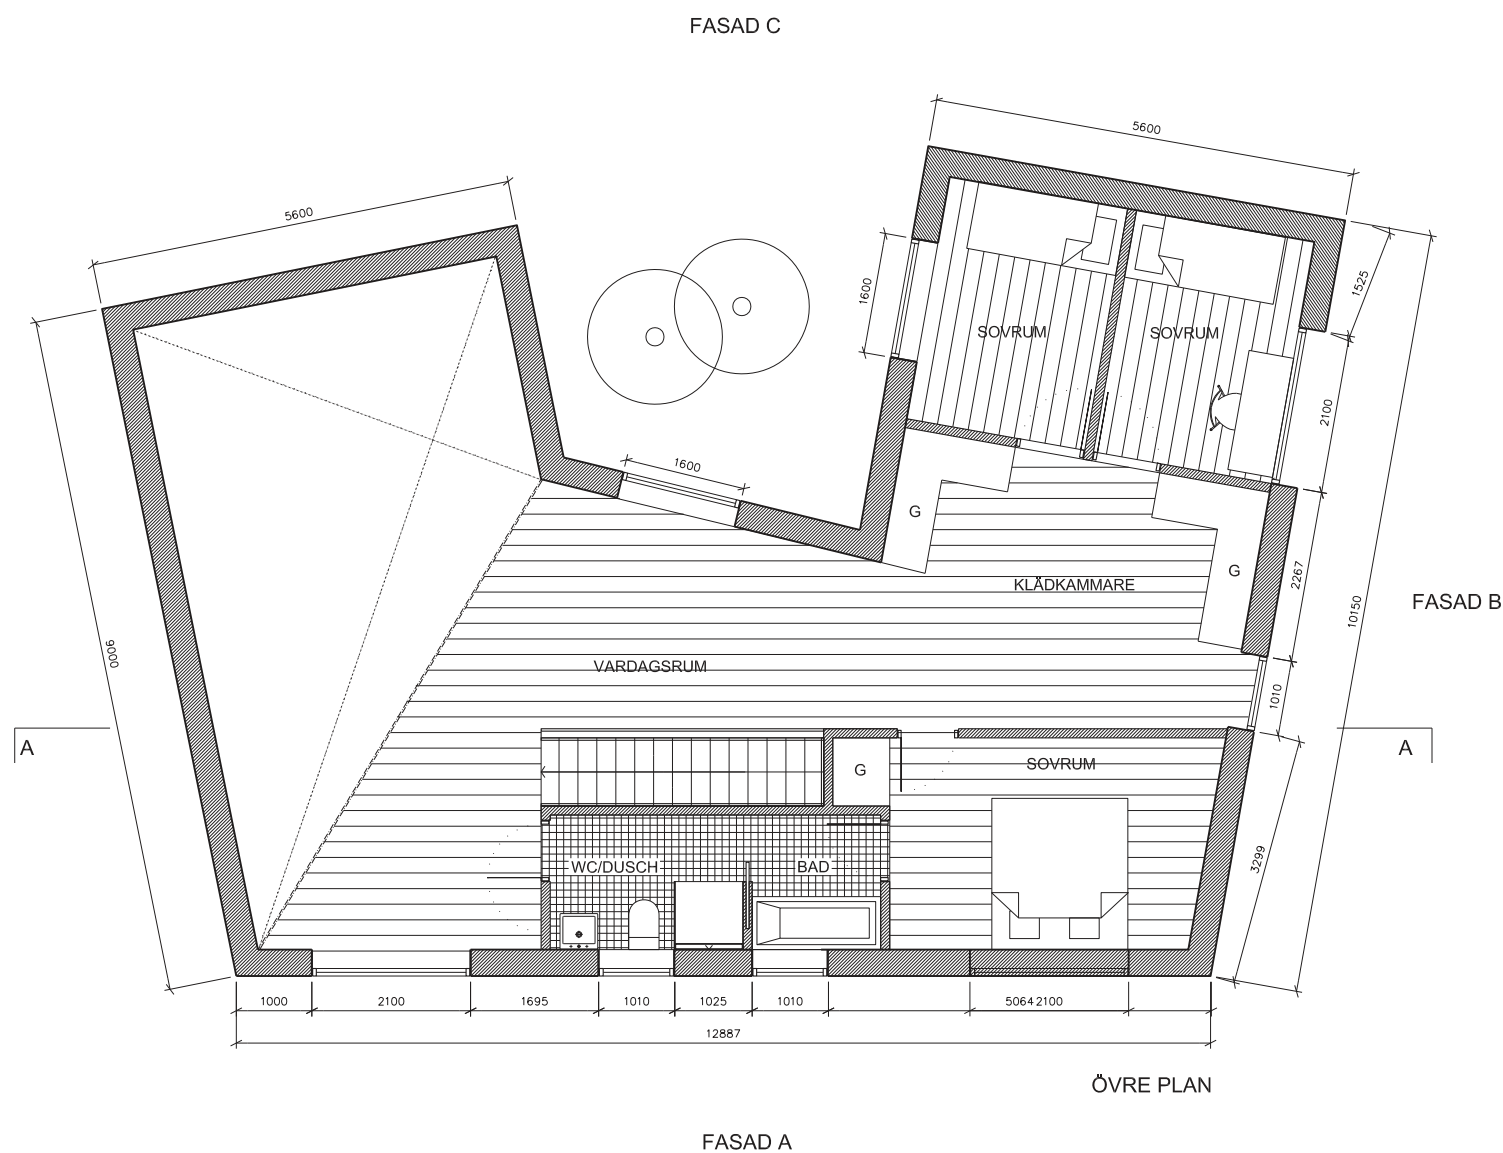 FASAD C
5600
5600
1600
1525
SOVRUM
SOVRUM
2100
1600
G
G
KLÄDKAMMARE
2267
10150
FASAD B
9000
VARDAGSRUM
1010
A
A
G
SOVRUM
3299
WC/DUSCH
BAD
1000
2100
1695
1010
1025
1010
5064 2100
12887
ÖVRE PLAN
FASAD A